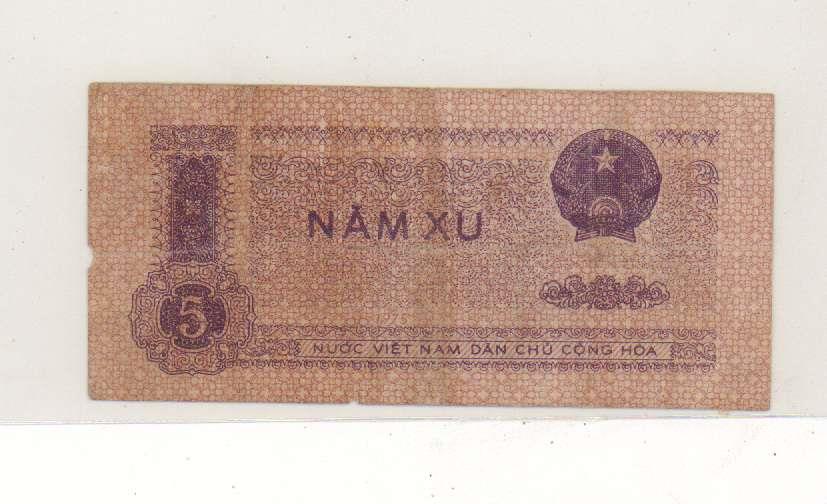 NĂM XU
5
NƯỚC VIỆT NAM DÂN CHỦ CỘNG HÒA